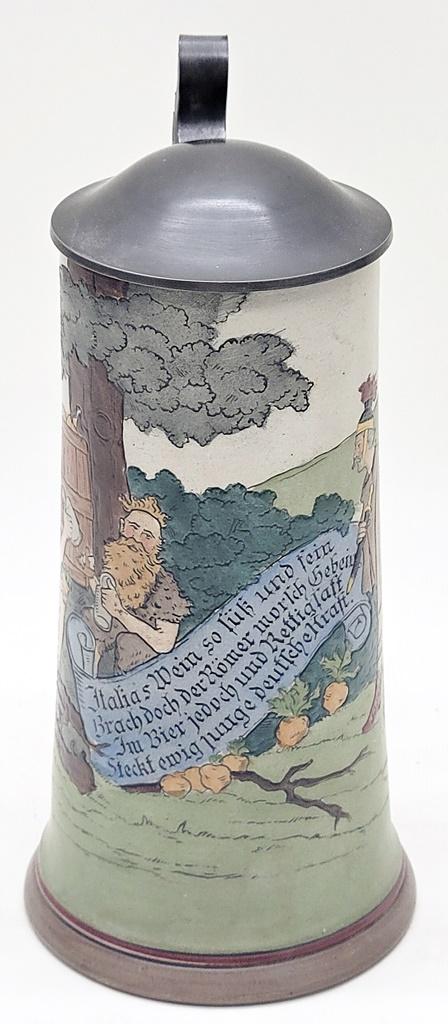 Italias Wein, so süß und fein
Brach doch der Römer morsch Gebein
Im Bier jedoch und Rettigsaft
Steckt ewig junge deutsche Kraft.